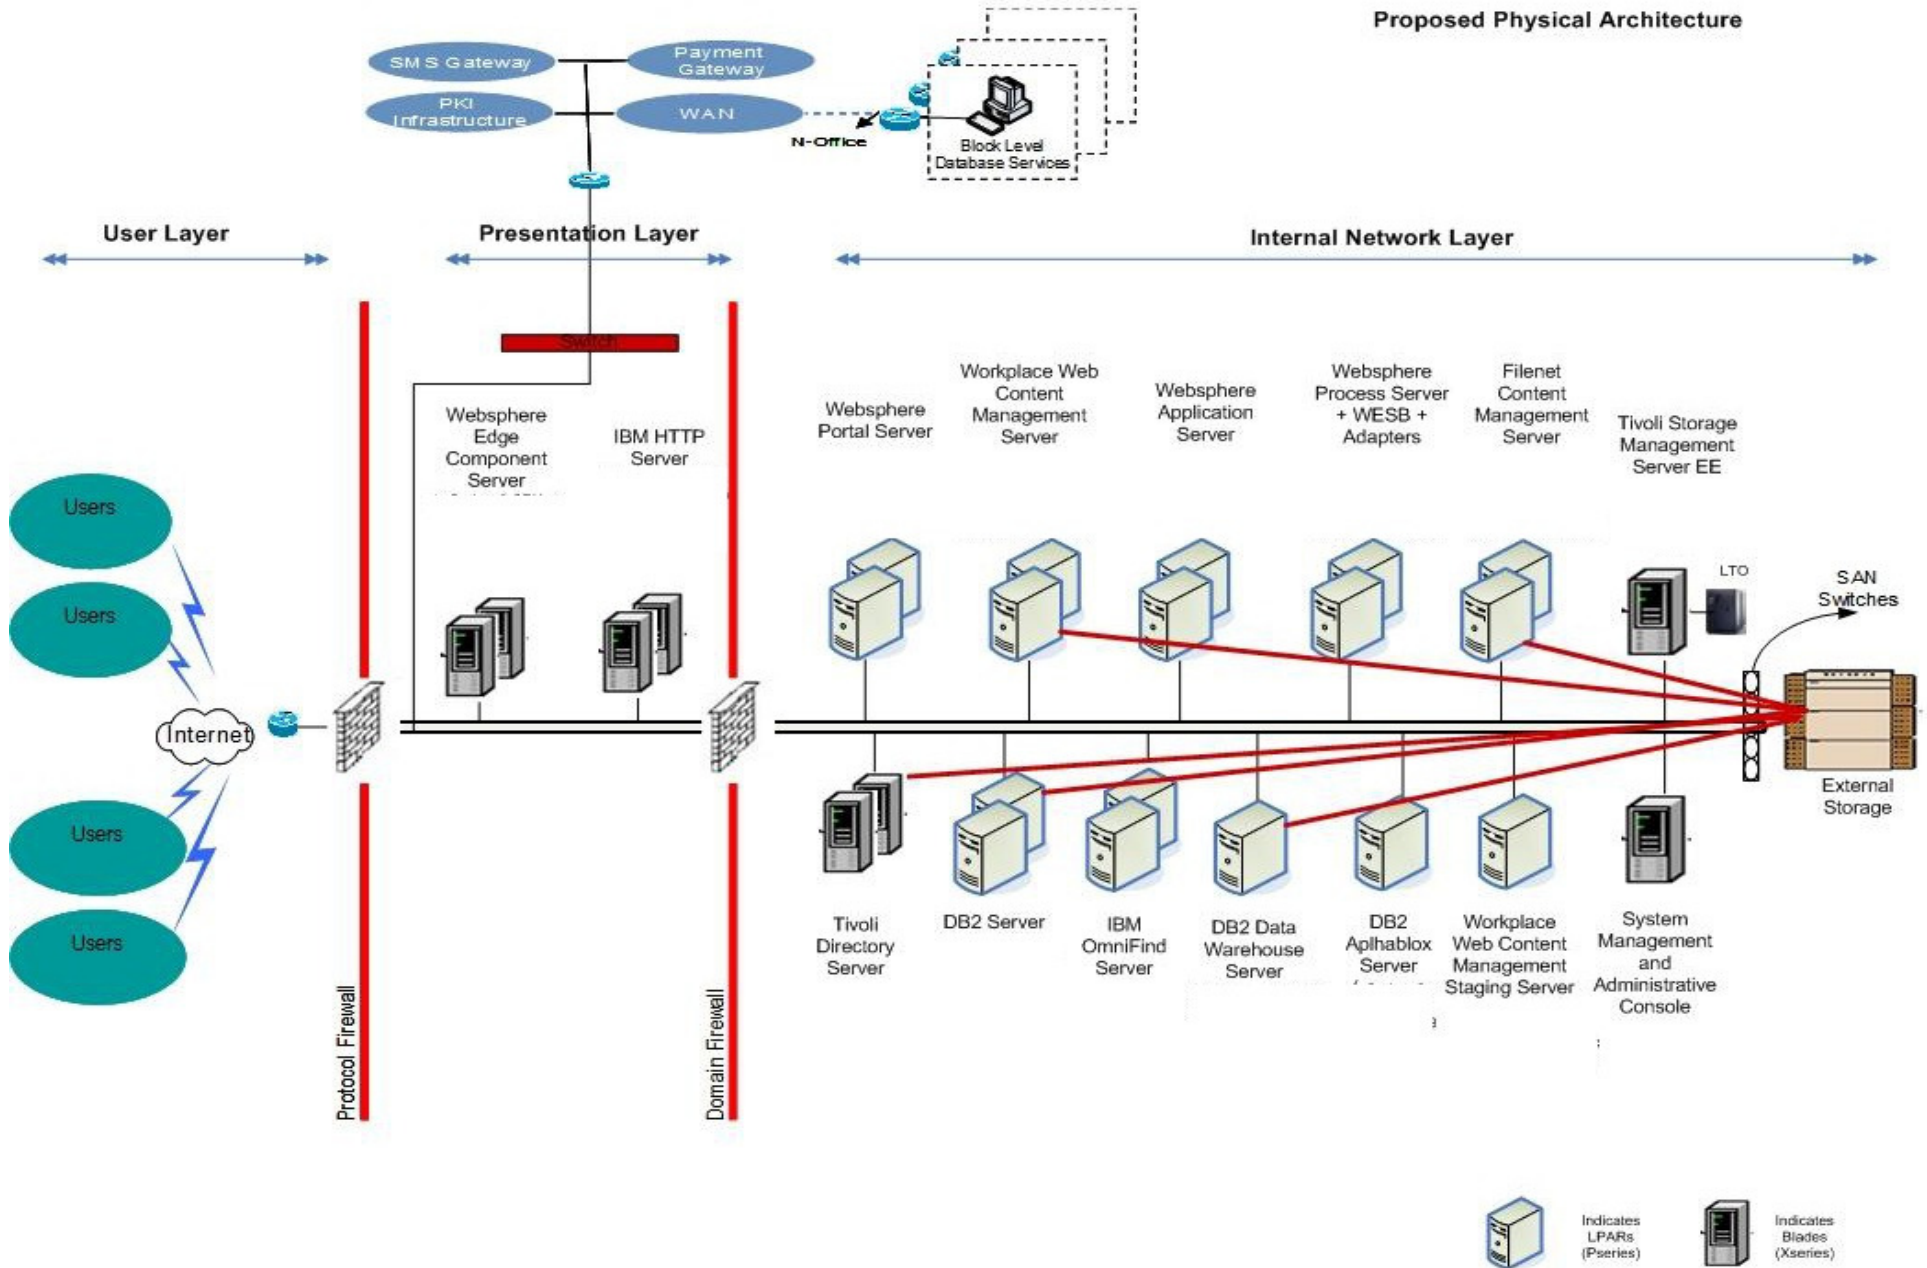 Proposed Physical Architecture
SMS Gateway
Payment
Gateway
PKI
Infrastructure
WAN
N-Office
Block Level
Database Services
User Layer
Presentation Layer
Internal Network Layer
Switch
Websphere
Edge
Component
Server
IBM HTTP
Server
Websphere
Portal Server
Workplace Web
Content
Management
Server
Websphere
Application
Server
Websphere
Process Server
+ WESB +
Adapters
Filenet
Content
Management
Server
Tivoli Storage
Management
Server EE
Users
Users
Internet
Users
Users
LTO
SAN
Switches
External
Storage
Tivoli
Directory
Server
DB2 Server
IBM
OmniFind
Server
DB2 Data
Warehouse
Server
DB2
Aplhablox
Server
Workplace
Web Content
Management
Staging Server
System
Management
and
Administrative
Console
Protocol Firewall
Domain Firewall
Indicates
LPARs
(Pseries)
Indicates
Blades
(Xseries)